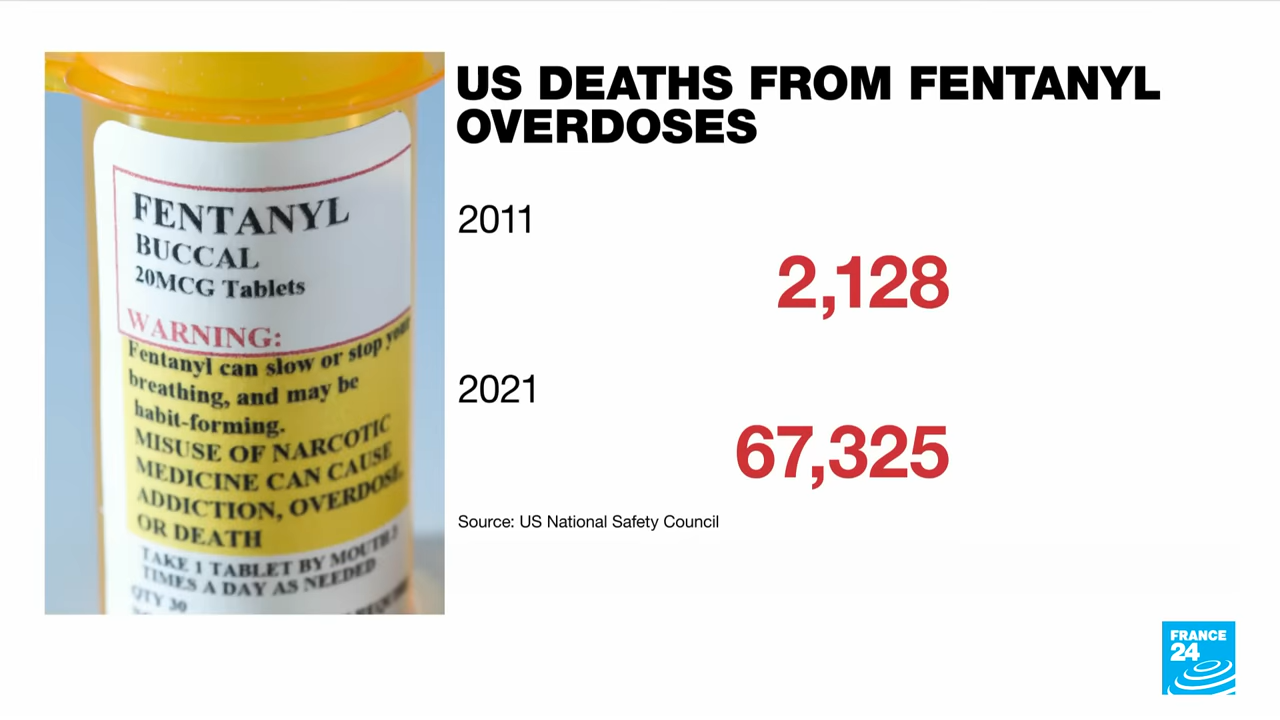 US DEATHS FROM FENTANYL
OVERDOSES
2011
2,128
2021
67,325
Source: US National Safety Council
FENTANYL
BUCCAL
20MCG Tablets
WARNING:
Fentanyl can slow or stop your
breathing, and may be
habit-forming.
MISUSE OF NARCOTIC
MEDICINE CAN CAUSE
ADDICTION, OVERDOSE,
OR DEATH
TAKE 1 TABLET BY MOUTH
TIMES A DAY AS NEEDED
QTY 30
FRANCE
24